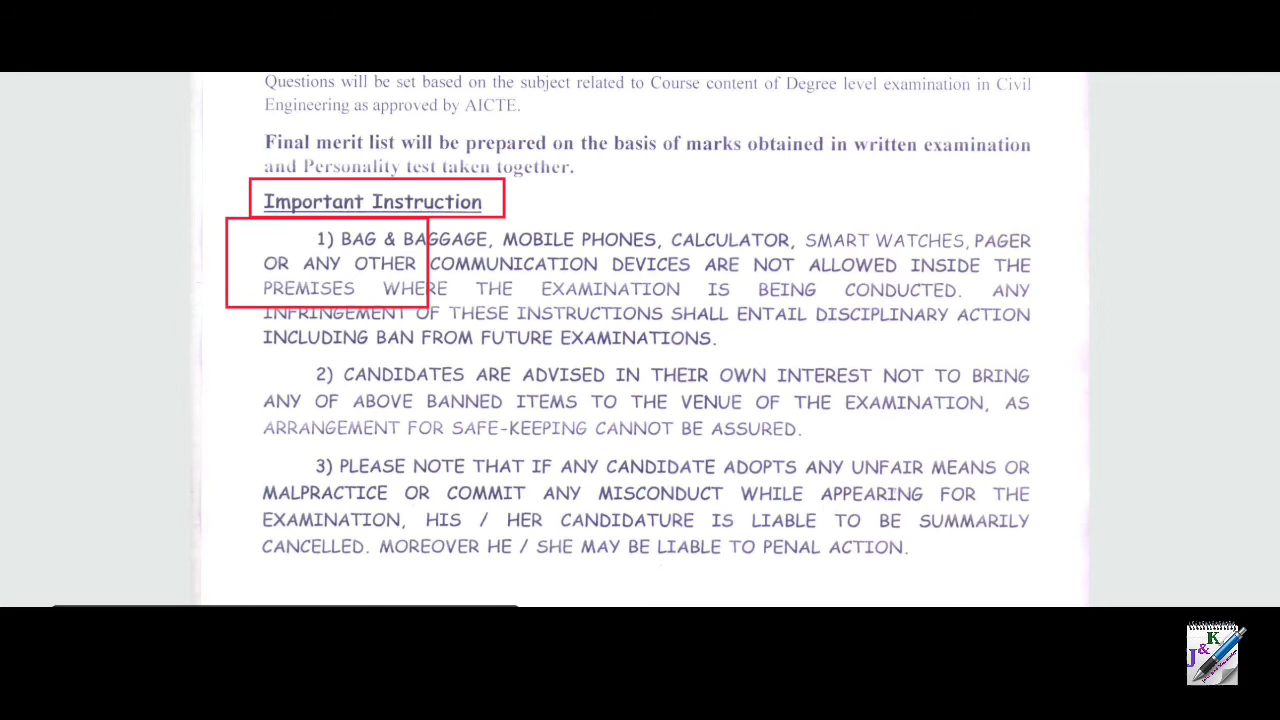 Questions will be set based on the subject related to Course content of Degree level examination in Civil
Engineering as approved by AICTE.
Final merit list will be prepared on the basis of marks obtained in written examination
and Personality test taken together.
Important Instruction
1) BAG & BAGGAGE, MOBILE PHONES, CALCULATOR, SMART WATCHES, PAGER
OR ANY OTHER COMMUNICATION DEVICES ARE NOT ALLOWED INSIDE THE
PREMISES WHERE THE EXAMINATION IS BEING CONDUCTED. ANY
INFRINGEMENT OF THESE INSTRUCTIONS SHALL ENTAIL DISCIPLINARY ACTION
INCLUDING BAN FROM FUTURE EXAMINATIONS.
2) CANDIDATES ARE ADVISED IN THEIR OWN INTEREST NOT TO BRING
ANY OF ABOVE BANNED ITEMS TO THE VENUE OF THE EXAMINATION, AS
ARRANGEMENT FOR SAFE-KEEPING CANNOT BE ASSURED.
3) PLEASE NOTE THAT IF ANY CANDIDATE ADOPTS ANY UNFAIR MEANS OR
MALPRACTICE OR COMMIT ANY MISCONDUCT WHILE APPEARING FOR THE
EXAMINATION, HIS / HER CANDIDATURE IS LIABLE TO BE SUMMARILY
CANCELLED. MOREOVER HE / SHE MAY BE LIABLE TO PENAL ACTION.
J&K